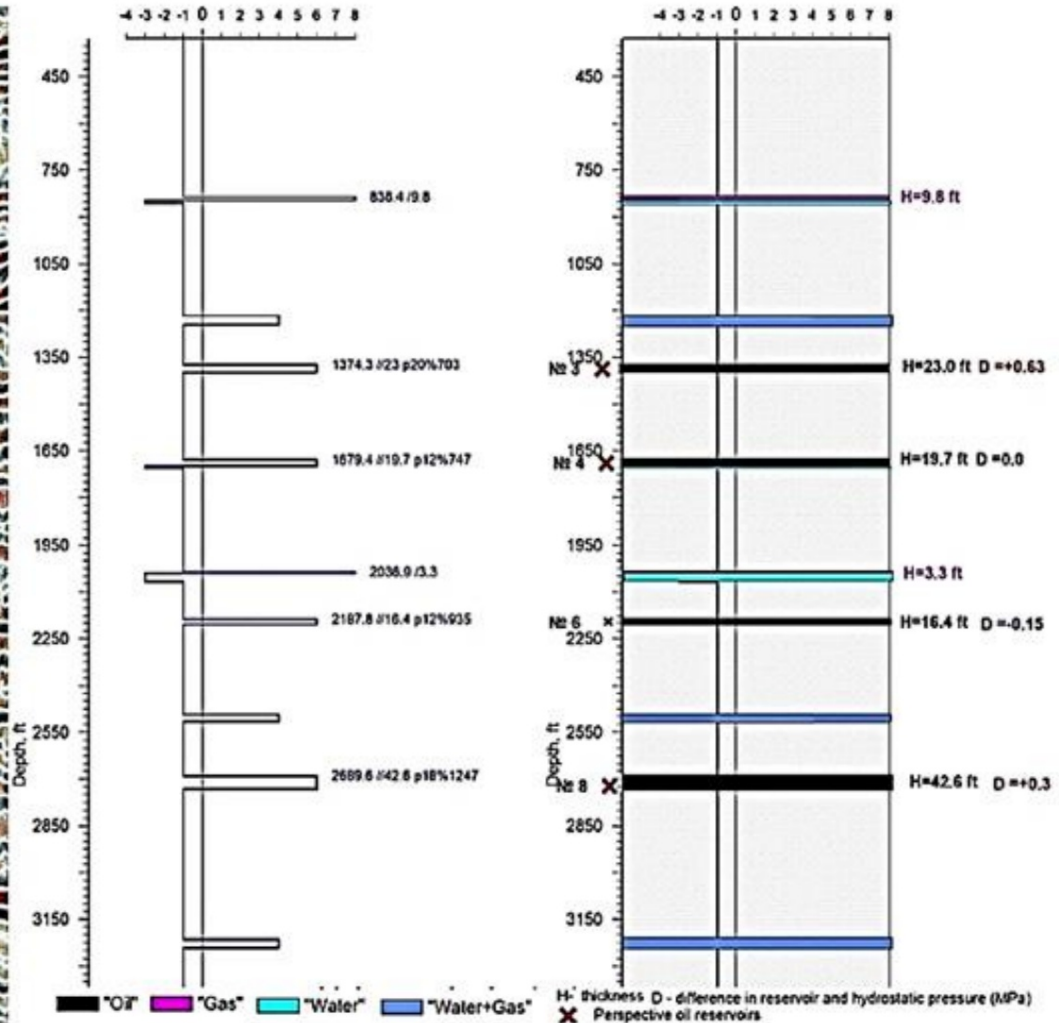 -4 -3 -2 -1 0 1 2 3 4 5 6 7 8
450
750
838.4 /9.8
1050
1350
1374.3 //23 p20%703
1650
1679.4 //19.7 p12%747
1950
2036.9 /3.3
2187.8 //16.4 p12%935
2250
2550
Depth, ft
2689.6 //42.6 p18%1247
2850
3150
-4 -3 -2 -1 0 1 2 3 4 5 6 7 8
450
750
H=9.8 ft
1050
1350
№ 3
H=23.0 ft D =+0.63
1650
№ 4
H=19.7 ft D =0.0
1950
H=3.3 ft
№ 6
H=16.4 ft D =-0.15
2250
2550
Depth, ft
№ 8
H=42.6 ft D =+0.3
2850
3150
"Oil" "Gas" "Water" "Water+Gas"
H- thickness D - difference in reservoir and hydrostatic pressure (MPa)
Perspective oil reservoirs